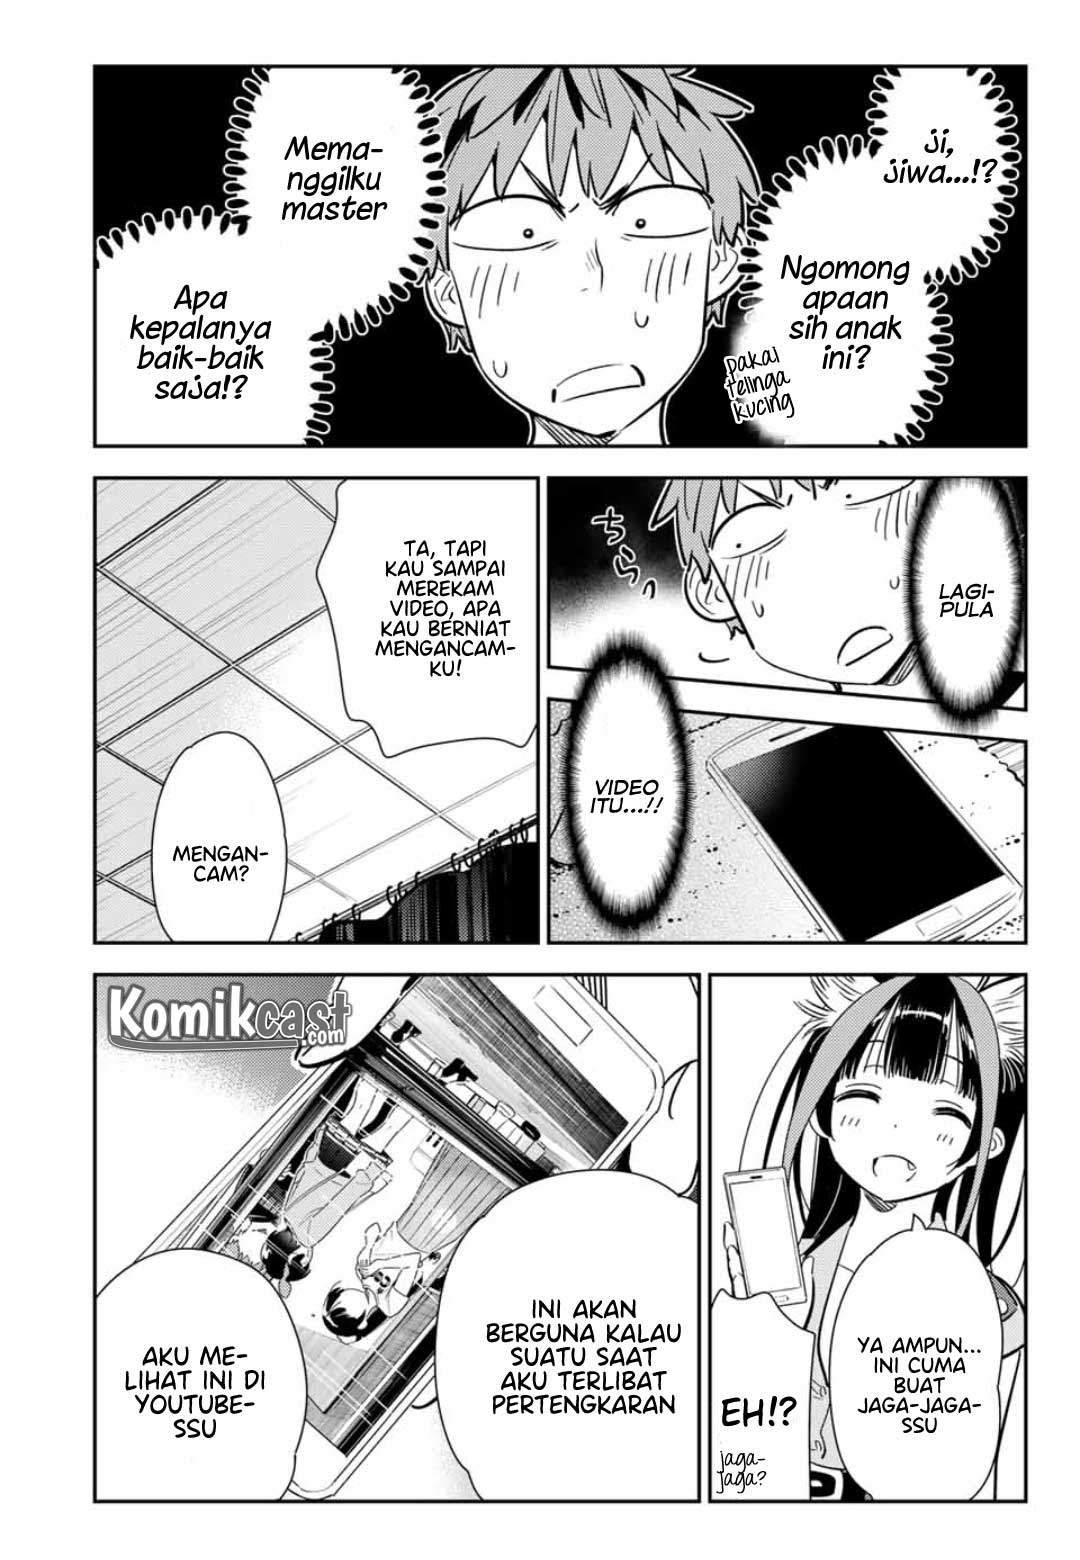 ji,
jiwa...!?
Ngomong
apaan
sih anak
ini?
pakai
telinga
kucing
Mema-
nggilku
master
Apa
kepalanya
baik-baik
saja!?
LAGI-
PULA
ちらっ
VIDEO
ITU...!!
TA, TAPI
KAU SAMPAI
MEREKAM
VIDEO, APA
KAU BERNIAT
MENGANCAM-
KU!
MENGAN-
CAM?
YA AMPUN...
INI CUMA
BUAT
JAGA-JAGA-
SSU
EH!?
jaga-
jaga?
Komikcast
.com
INI AKAN
BERGUNA KALAU
SUATU SAAT
AKU TERLIBAT
PERTENGKARAN
AKU ME-
LIHAT INI DI
YOUTUBE-
SSU